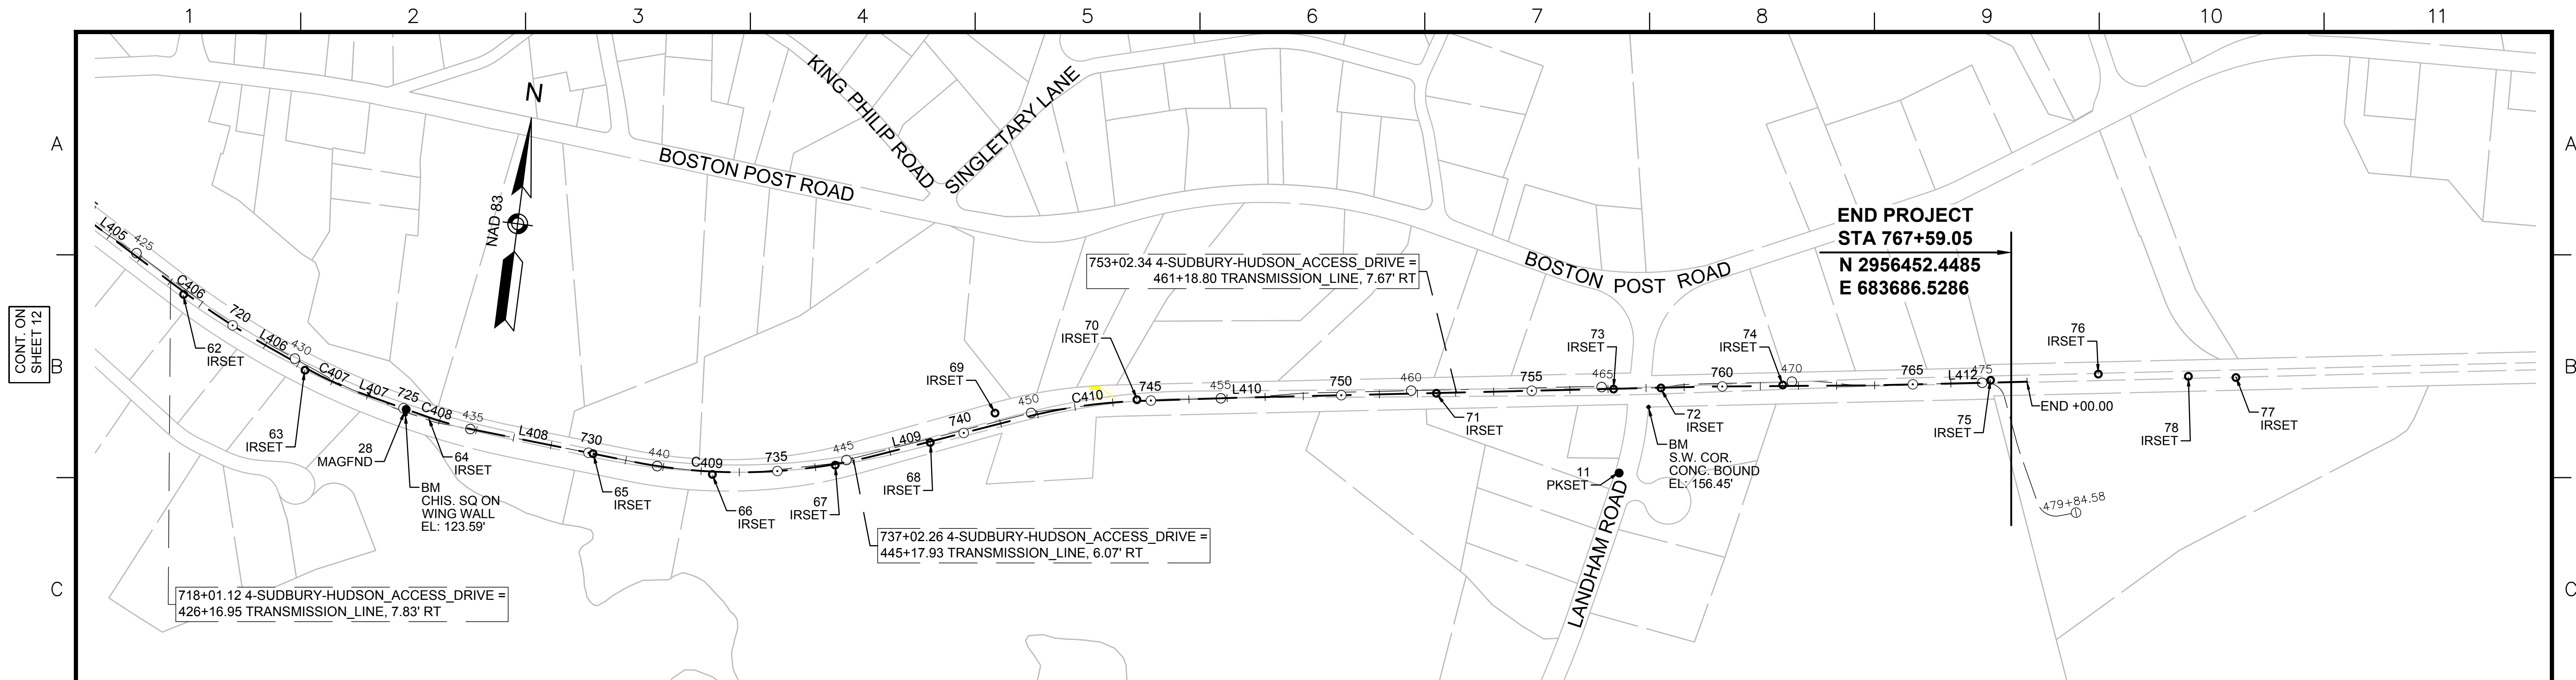 1 2 3 4 5 6 7 8 9 10 11
A
A
B
B
C
C
CONT. ON
SHEET 12
N
NAD 83
KING PHILIP ROAD
SINGLETARY LANE
BOSTON POST ROAD
BOSTON POST ROAD
LANDHAM ROAD
END PROJECT
STA 767+59.05
N 2956452.4485
E 683686.5286
753+02.34 4-SUDBURY-HUDSON_ACCESS_DRIVE =
461+18.80 TRANSMISSION_LINE, 7.67' RT
737+02.26 4-SUDBURY-HUDSON_ACCESS_DRIVE =
445+17.93 TRANSMISSION_LINE, 6.07' RT
718+01.12 4-SUDBURY-HUDSON_ACCESS_DRIVE =
426+16.95 TRANSMISSION_LINE, 7.83' RT
L405
425
C406
720
L406
430
C407
L407
725
C408
435
L408
730
440
C409
735
445
L409
740
450
C410
745
455
L410
750
460
755
465
760
470
765
L412
475
END +00.00
479+84.58
62
IRSET
63
IRSET
28
MAGFND
64
IRSET
BM
CHIS. SQ ON
WING WALL
EL: 123.59'
65
IRSET
66
IRSET
67
IRSET
68
IRSET
69
IRSET
70
IRSET
71
IRSET
73
IRSET
72
IRSET
BM
S.W. COR.
CONC. BOUND
EL: 156.45'
11
PKSET
74
IRSET
75
IRSET
76
IRSET
78
IRSET
77
IRSET